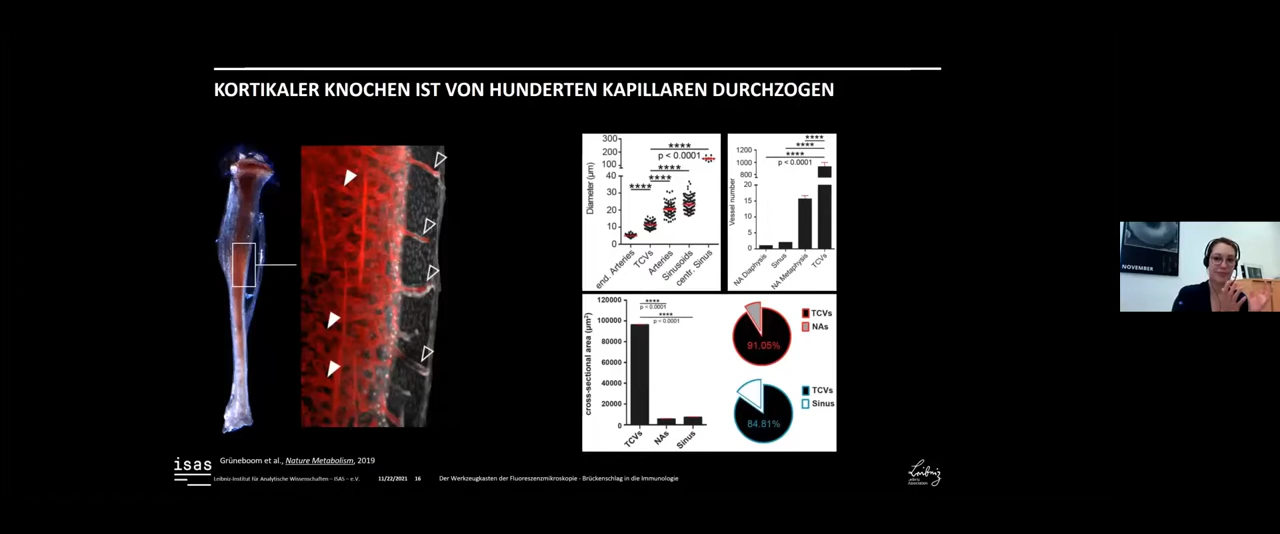 KORTIKALER KNOCHEN IST VON HUNDERTEN KAPILLAREN DURCHZOGEN
300
200
100
40
30
20
10
0
Diameter (µm)
****
p < 0.0001
****
****
****
end. Arteries
TCVs
Arteries
Sinusoids
centr. Sinus
1200
1000
800
20
15
10
5
0
Vessel number
****
****
****
p < 0.0001
NA Diaphysis
Sinus
NA Metaphysis
TCVs
120000
100000
80000
60000
40000
20000
0
cross-sectional area (µm²)
****
p < 0.0001
****
p < 0.0001
TCVs
NAs
Sinus
91.05%
TCVs
NAs
84.81%
TCVs
Sinus
NOVEMBER
isas
Grüneboom et al., Nature Metabolism, 2019
Leibniz-Institut für Analytische Wissenschaften – ISAS – e.V.
11/22/2021 16
Der Werkzeugkasten der Fluoreszenzmikroskopie - Brückenschlag in die Immunologie
Leibniz